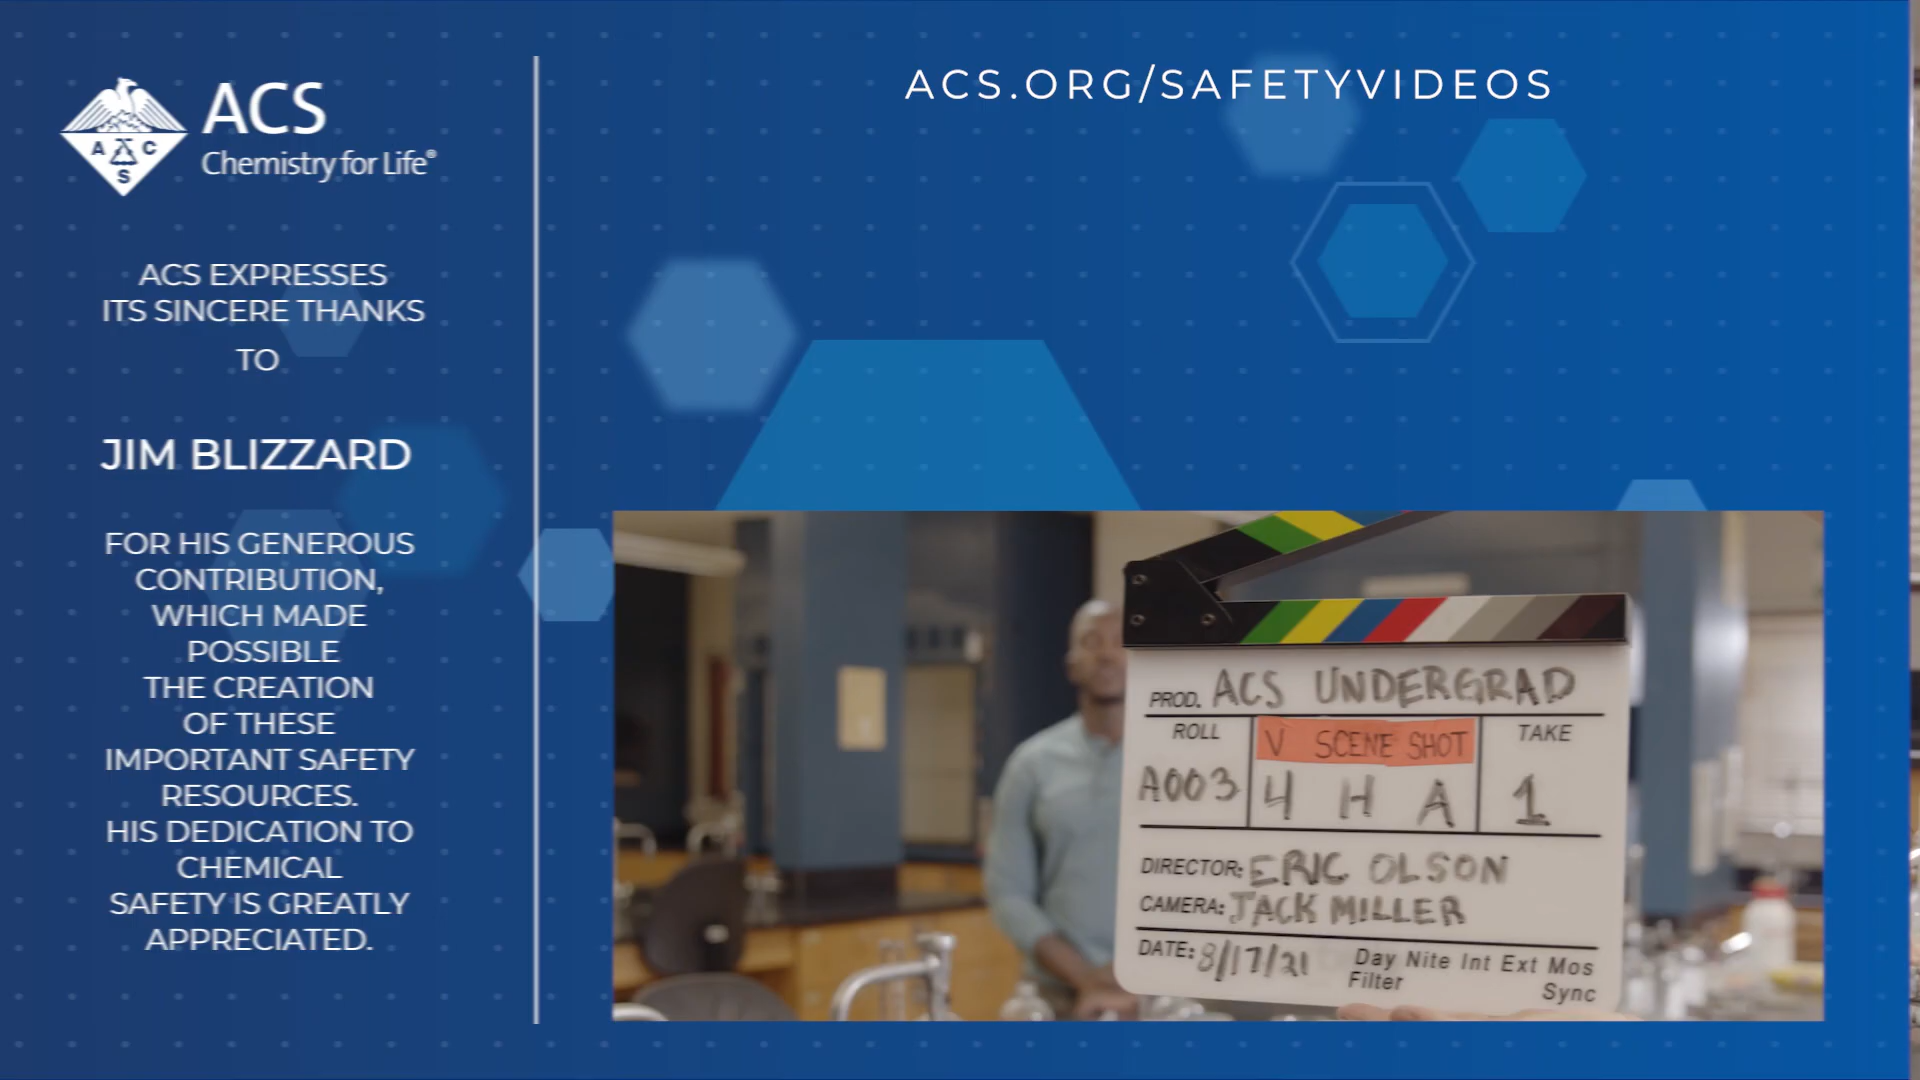 ACS
Chemistry for Life®
A C
S
ACS EXPRESSES
ITS SINCERE THANKS
TO
JIM BLIZZARD
FOR HIS GENEROUS
CONTRIBUTION,
WHICH MADE
POSSIBLE
THE CREATION
OF THESE
IMPORTANT SAFETY
RESOURCES.
HIS DEDICATION TO
CHEMICAL
SAFETY IS GREATLY
APPRECIATED.
ACS.ORG/SAFETYVIDEOS
PROD. ACS UNDERGRAD
ROLL V SCENE SHOT TAKE
A003 4 H A 1
DIRECTOR: ERIC OLSON
CAMERA: JACK MILLER
DATE: 8/17/21 Day Nite Int Ext Mos
Filter Sync